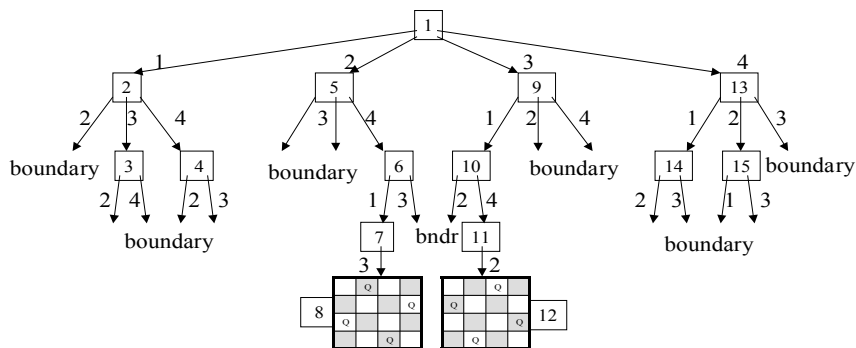 1
1 2 3 4
2 5 9 13
2 3 4 3 4 1 2 4 1 2 3
boundary 3 4 boundary 6 10 boundary 14 15 boundary
2 4 2 3 1 3 2 4 2 3 1 3
boundary 7 bndr 11 boundary
3 2
Q Q
8 Q Q 12
Q Q
Q Q